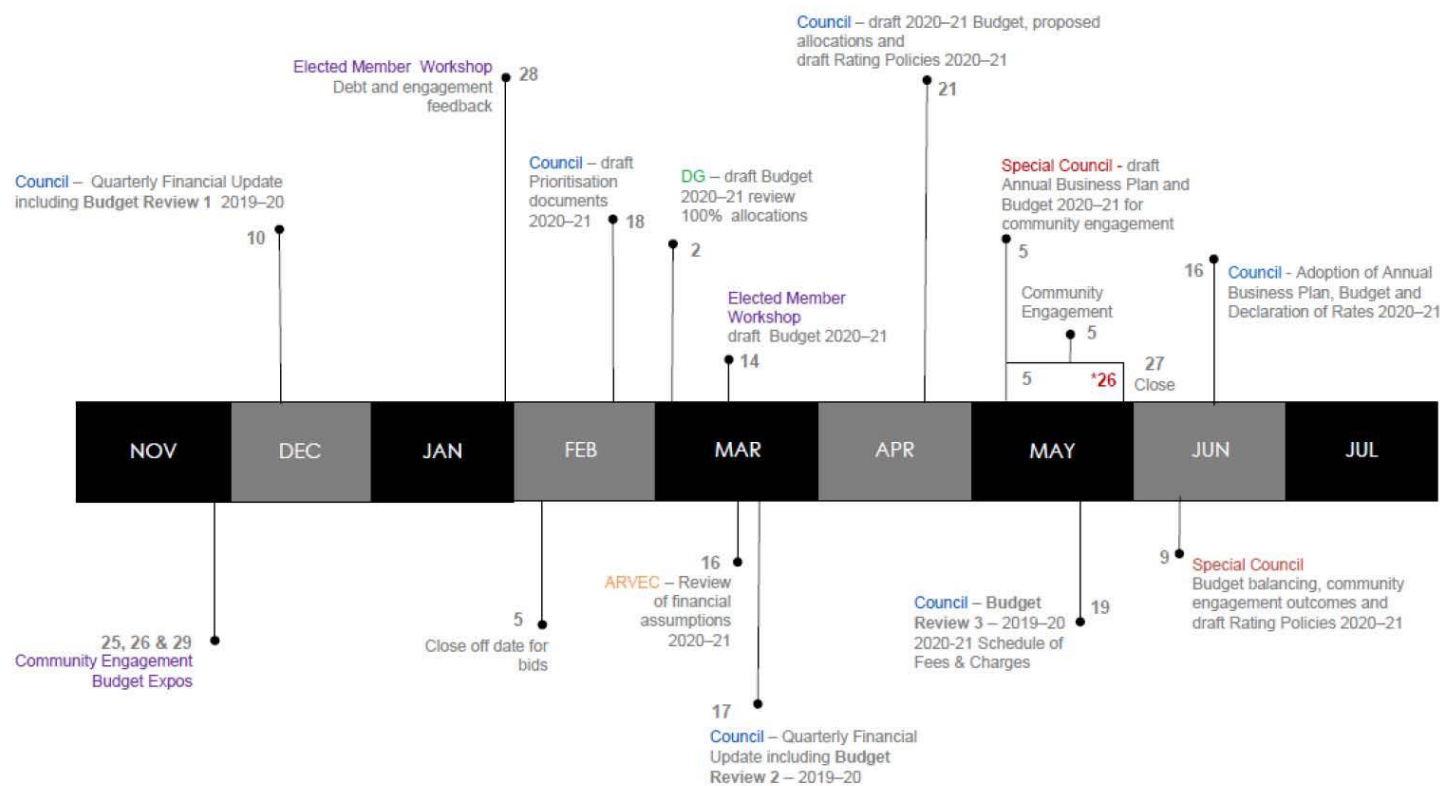 Council – draft 2020–21 Budget, proposed
allocations and
draft Rating Policies 2020–21
21
Elected Member Workshop
Debt and engagement
feedback
28
Council – Quarterly Financial Update
including Budget Review 1 2019–20
10
Council – draft
Prioritisation
documents
2020–21
18
DG – draft Budget
2020–21 review
100% allocations
2
Elected Member
Workshop
draft Budget 2020–21
14
Special Council - draft
Annual Business Plan and
Budget 2020–21 for
community engagement
5
Community
Engagement
5
5
*26
27
Close
16
Council - Adoption of Annual
Business Plan, Budget and
Declaration of Rates 2020–21
NOV
DEC
JAN
FEB
MAR
APR
MAY
JUN
JUL
25, 26 & 29
Community Engagement
Budget Expos
5
Close off date for
bids
16
ARVEC – Review
of financial
assumptions
2020–21
17
Council – Quarterly Financial
Update including Budget
Review 2 – 2019–20
Council – Budget
Review 3 – 2019–20
2020-21 Schedule of
Fees & Charges
19
9
Special Council
Budget balancing, community
engagement outcomes and
draft Rating Policies 2020–21